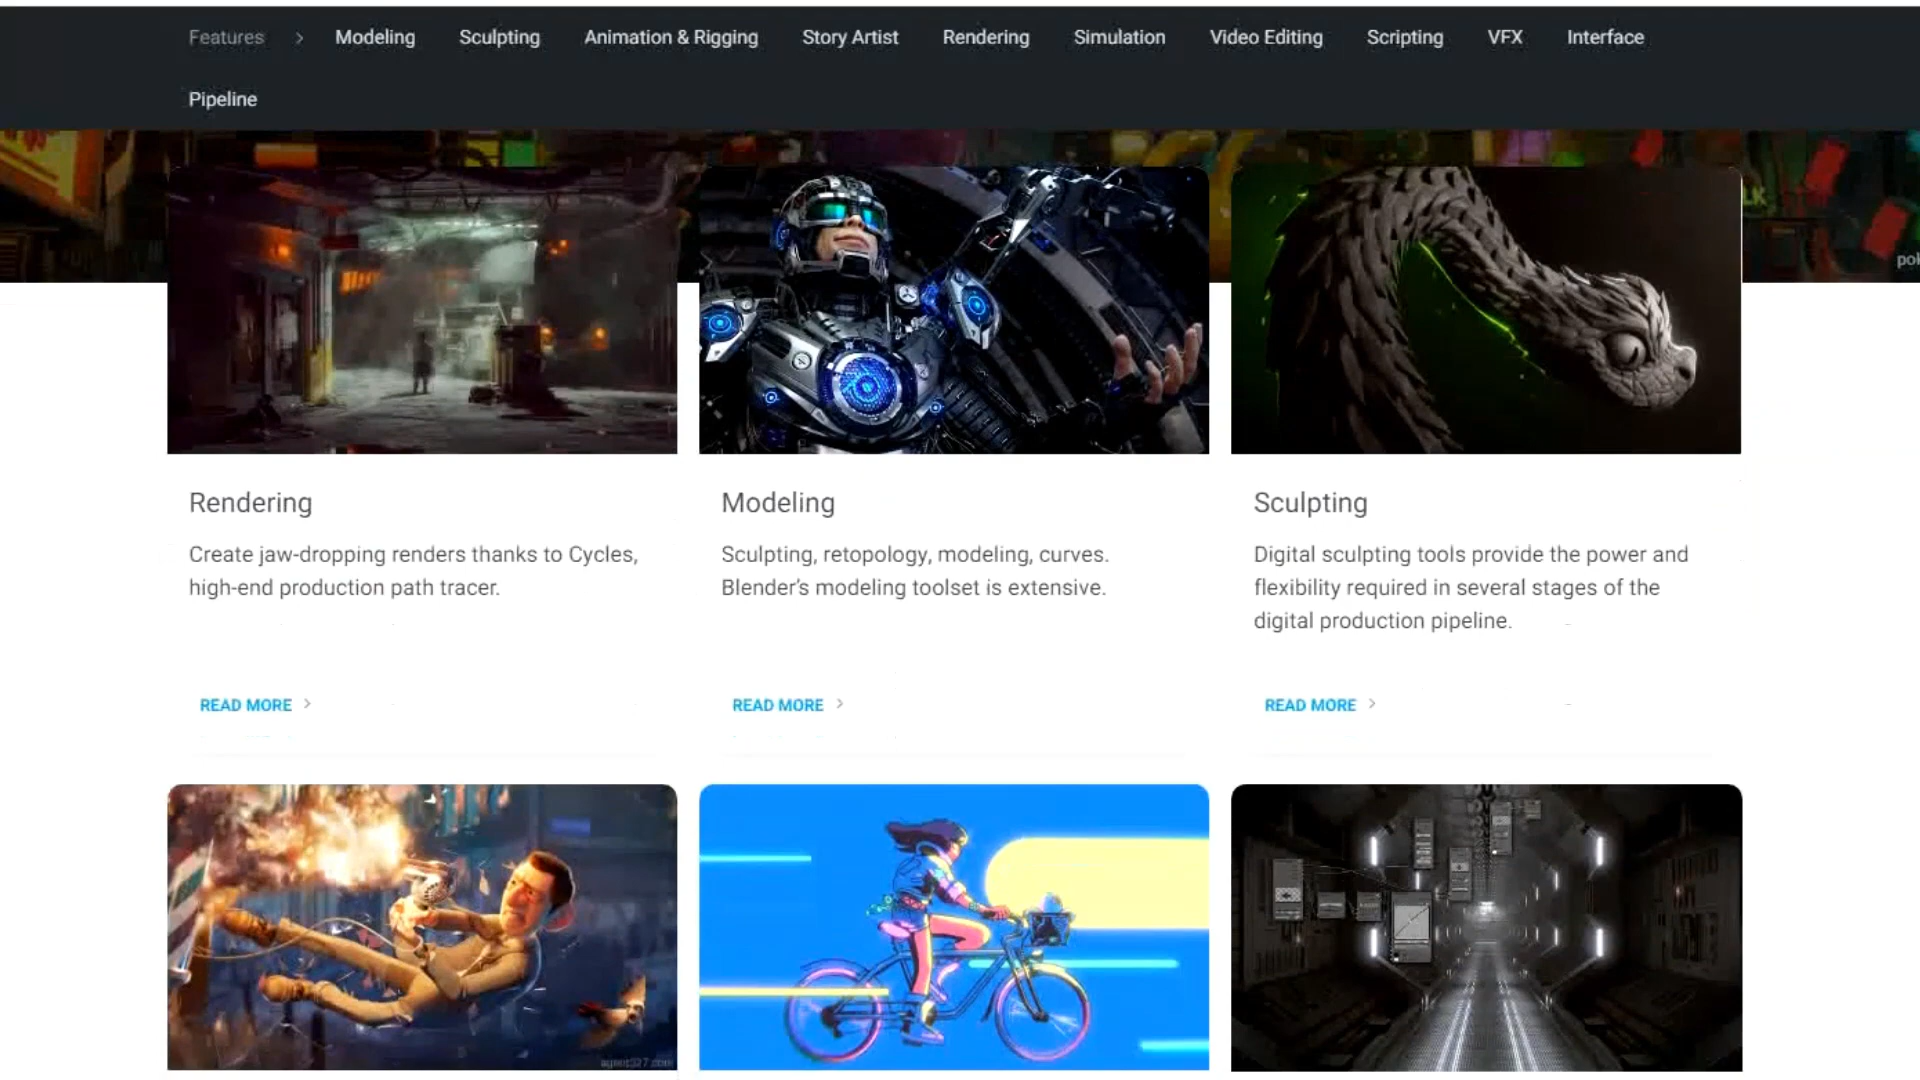 Features > Modeling Sculpting Animation & Rigging Story Artist Rendering Simulation Video Editing Scripting VFX Interface
Pipeline
Rendering
Create jaw-dropping renders thanks to Cycles,
high-end production path tracer.
READ MORE >
Modeling
Sculpting, retopology, modeling, curves.
Blender’s modeling toolset is extensive.
READ MORE >
Sculpting
Digital sculpting tools provide the power and
flexibility required in several stages of the
digital production pipeline.
READ MORE >
agent327.com